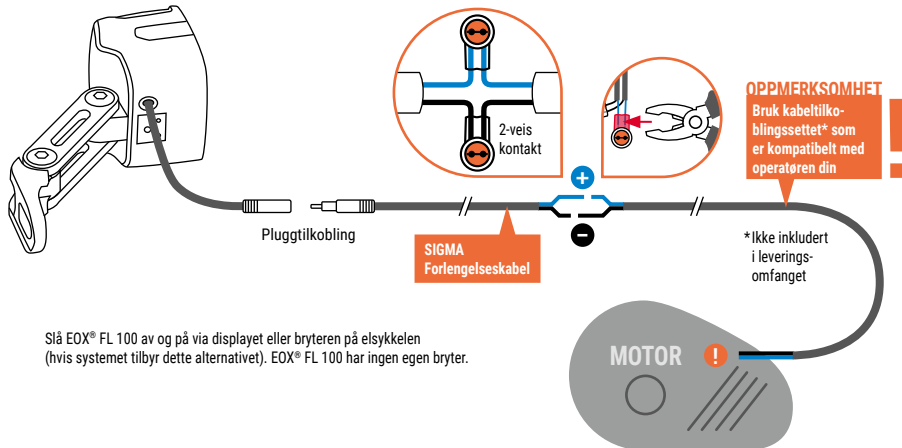 2-veis
kontakt
OPPMERKSOMHET
Bruk kabeltilko-
blingssettet* som
er kompatibelt med
operatøren din
!
+
–
Pluggtilkobling
SIGMA
Forlengelseskabel
*Ikke inkludert
i leverings-
omfanget
Slå EOX® FL 100 av og på via displayet eller bryteren på elsykkelen
(hvis systemet tilbyr dette alternativet). EOX® FL 100 har ingen egen bryter.
MOTOR !